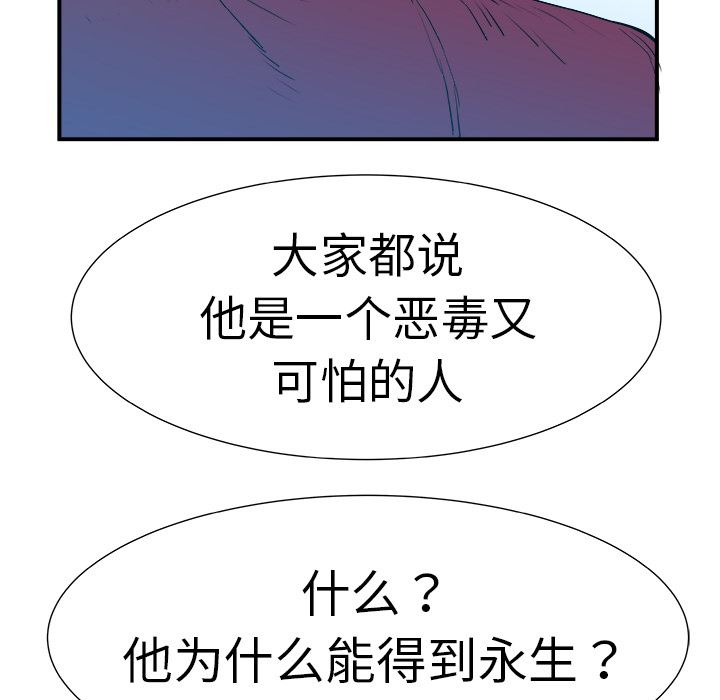 大家都说
他是一个恶毒又
可怕的人
什么？
他为什么能得到永生？